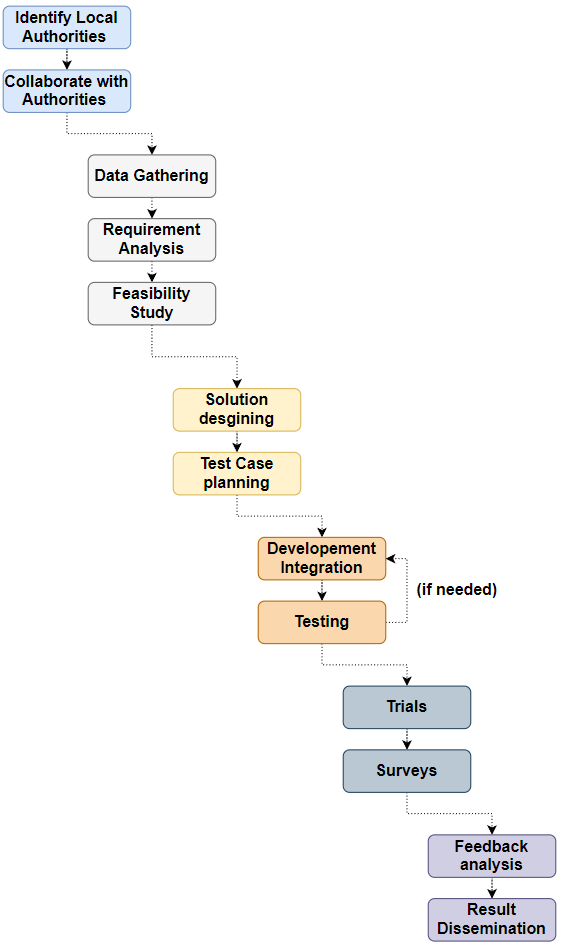 Identify Local
Authorities
Collaborate with
Authorities
Data Gathering
Requirement
Analysis
Feasibility
Study
Solution
desgining
Test Case
planning
Developement
Integration
(if needed)
Testing
Trials
Surveys
Feedback
analysis
Result
Dissemination